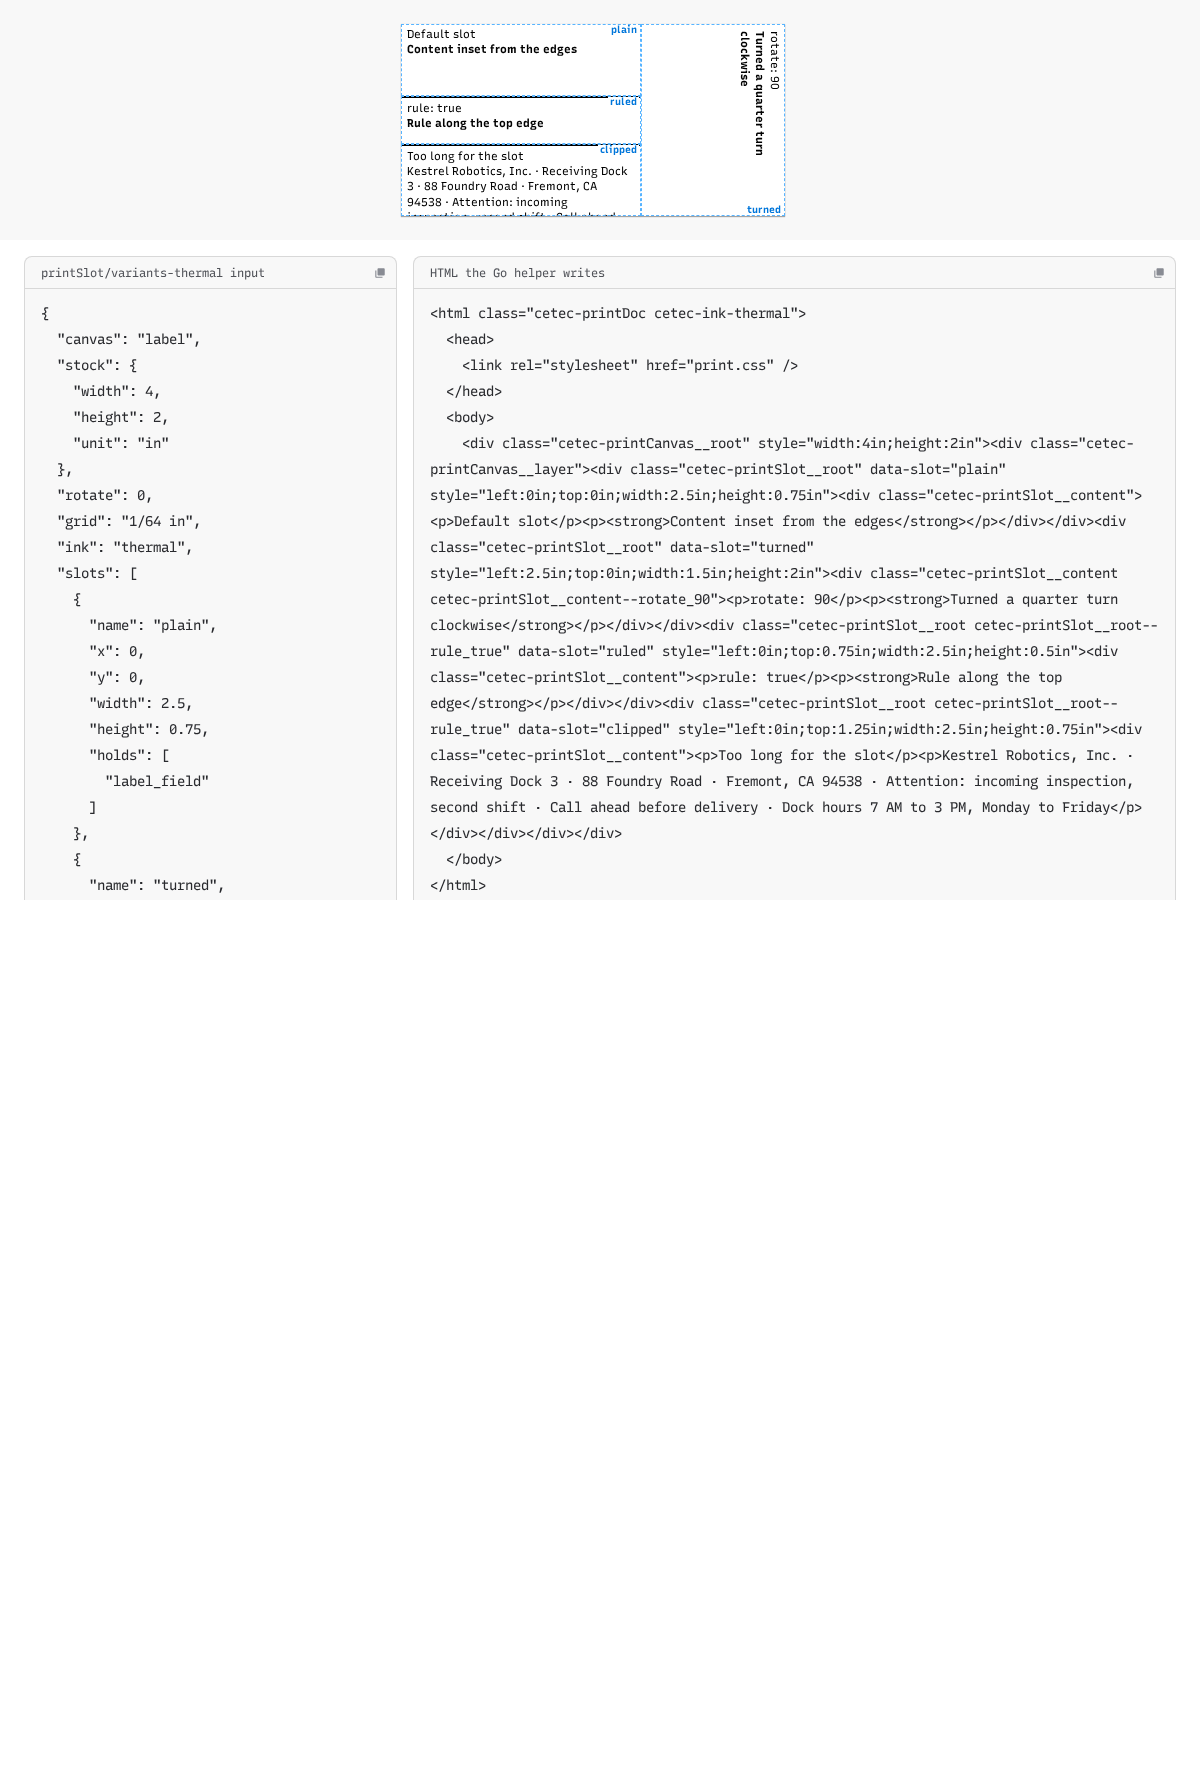 Default slot
plain
Content inset from the edges
ruled
rule: true
Rule along the top edge
clipped
Too long for the slot
Kestrel Robotics, Inc. · Receiving Dock
3 · 88 Foundry Road · Fremont, CA
94538 · Attention: incoming
rotate: 90
Turned a quarter turn
clockwise
turned
printSlot/variants-thermal input
{
"canvas": "label",
"stock": {
"width": 4,
"height": 2,
"unit": "in"
},
"rotate": 0,
"grid": "1/64 in",
"ink": "thermal",
"slots": [
{
"name": "plain",
"x": 0,
"y": 0,
"width": 2.5,
"height": 0.75,
"holds": [
"label_field"
]
},
{
"name": "turned",
HTML the Go helper writes
<html class="cetec-printDoc cetec-ink-thermal">
<head>
<link rel="stylesheet" href="print.css" />
</head>
<body>
<div class="cetec-printCanvas__root" style="width:4in;height:2in"><div class="cetec-
printCanvas__layer"><div class="cetec-printSlot__root" data-slot="plain"
style="left:0in;top:0in;width:2.5in;height:0.75in"><div class="cetec-printSlot__content">
<p>Default slot</p><p><strong>Content inset from the edges</strong></p></div></div><div
class="cetec-printSlot__root" data-slot="turned"
style="left:2.5in;top:0in;width:1.5in;height:2in"><div class="cetec-printSlot__content
cetec-printSlot__content--rotate_90"><p>rotate: 90</p><p><strong>Turned a quarter turn
clockwise</strong></p></div></div><div class="cetec-printSlot__root cetec-printSlot__root--
rule_true" data-slot="ruled" style="left:0in;top:0.75in;width:2.5in;height:0.5in"><div
class="cetec-printSlot__content"><p>rule: true</p><p><strong>Rule along the top
edge</strong></p></div></div><div class="cetec-printSlot__root cetec-printSlot__root--
rule_true" data-slot="clipped" style="left:0in;top:1.25in;width:2.5in;height:0.75in"><div
class="cetec-printSlot__content"><p>Too long for the slot</p><p>Kestrel Robotics, Inc. ·
Receiving Dock 3 · 88 Foundry Road · Fremont, CA 94538 · Attention: incoming inspection,
second shift · Call ahead before delivery · Dock hours 7 AM to 3 PM, Monday to Friday</p>
</div></div></div></div>
</body>
</html>